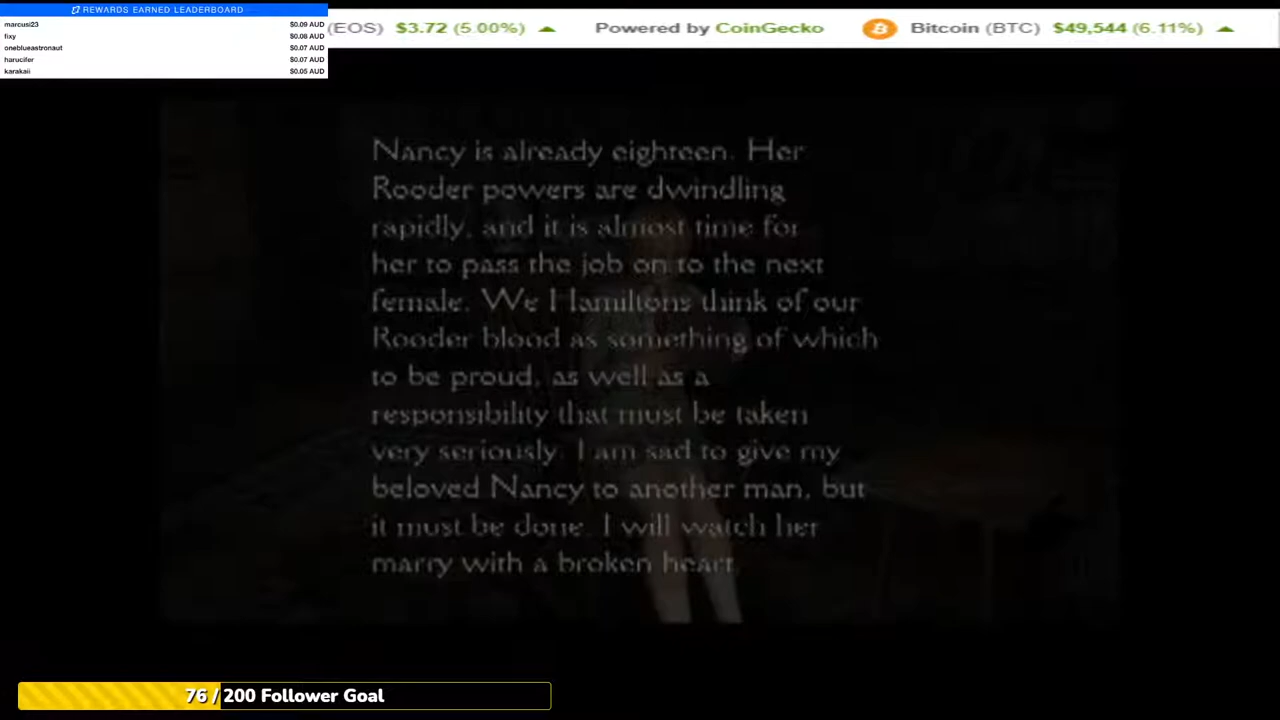 REWARDS EARNED LEADERBOARD
marcusi23 $0.09 AUD
fixy $0.08 AUD
oneblueastronaut $0.07 AUD
harucifer $0.07 AUD
karakaii $0.05 AUD
(EOS) $3.72 (5.00%) Powered by CoinGecko Bitcoin (BTC) $49,544 (6.11%)
Nancy is already eighteen. Her
Rooder powers are dwindling
rapidly, and it is almost time for
her to pass the job on to the next
female. We Hamiltons think of our
Rooder blood as something of which
to be proud, as well as a
responsibility that must be taken
very seriously. I am sad to give my
beloved Nancy to another man, but
it must be done. I will watch her
marry with a broken heart.
76 / 200 Follower Goal